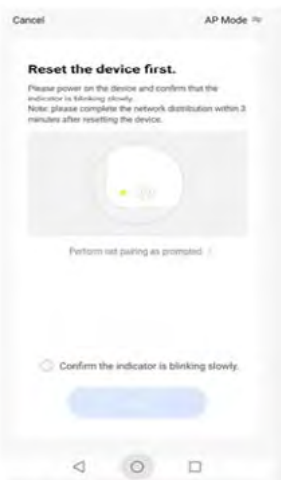 Cancel AP Mode
Reset the device first.
Please power on the device and confirm that the
indicator is blinking slowly.
Note: please complete the network distribution within 3
minutes after resetting the device.
Perform net pairing as prompted
Confirm the indicator is blinking slowly.